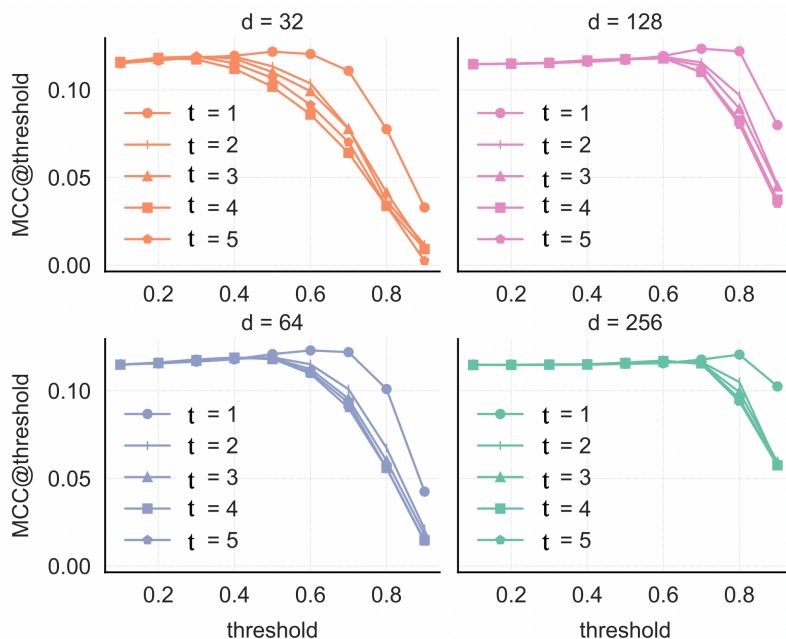 d = 32
MCC@threshold
0.10
0.05
0.00
t = 1
t = 2
t = 3
t = 4
t = 5
0.2 0.4 0.6 0.8
d = 128
t = 1
t = 2
t = 3
t = 4
t = 5
0.2 0.4 0.6 0.8
d = 64
MCC@threshold
0.10
0.05
0.00
t = 1
t = 2
t = 3
t = 4
t = 5
0.2 0.4 0.6 0.8
threshold
d = 256
t = 1
t = 2
t = 3
t = 4
t = 5
0.2 0.4 0.6 0.8
threshold